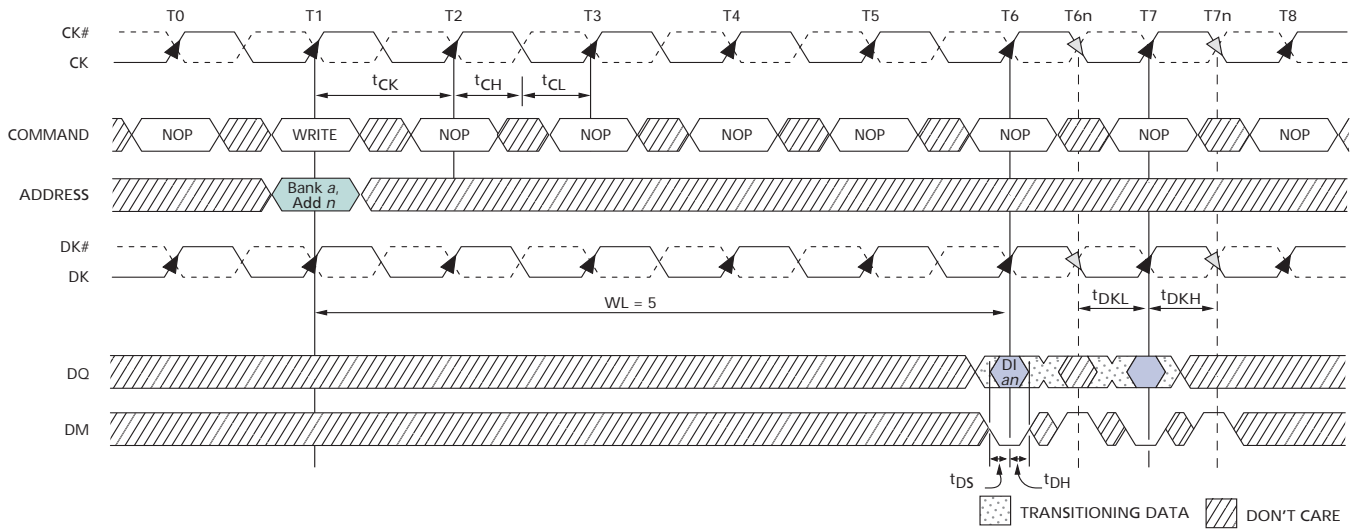 T0 T1 T2 T3 T4 T5 T6 T6n T7 T7n T8
CK#
CK
tCK tCH tCL
COMMAND NOP WRITE NOP NOP NOP NOP NOP NOP NOP
ADDRESS Bank a,
Add n
DK#
DK
WL = 5 tDKL tDKH
DQ DI
an
DM
tDS tDH
TRANSITIONING DATA DON'T CARE